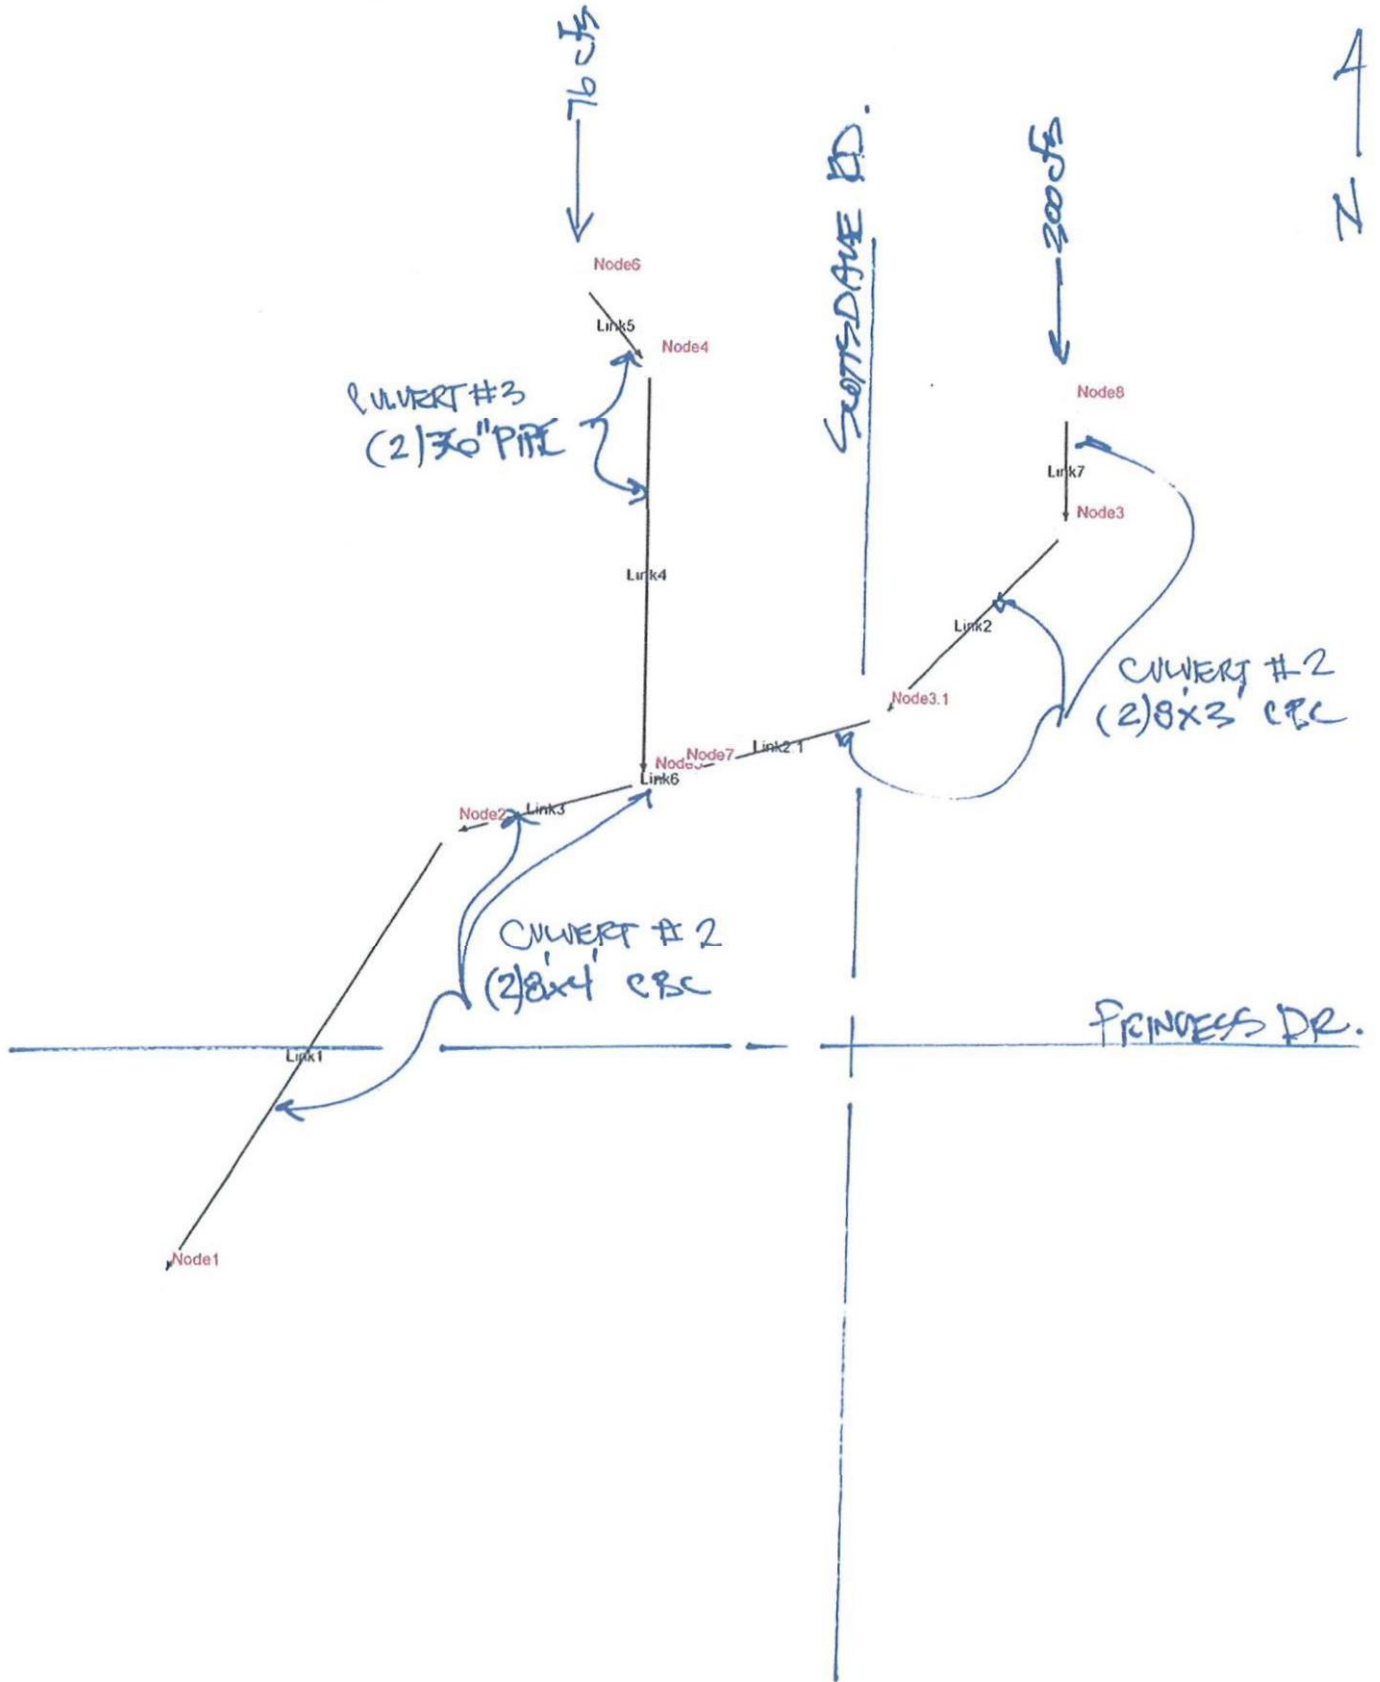 76 cfs
200 cfs
N
SCOTTSDALE RD.
Node6
Link5
Node4
CULVERT #3
(2) 30" PIPE
Node8
Link7
Node3
Link4
Link2
CULVERT #2
(2) 8'x3' CBC
Node3.1
Link2.1
Node7
Link6
Link3
Node2
CULVERT #2
(2) 8'x4' CBC
PRINCESS DR.
Link1
Node1